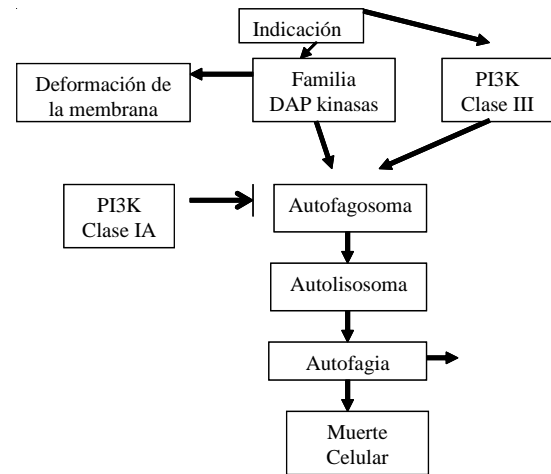 Indicación
Deformación de
la membrana
Familia
DAP kinasas
PI3K
Clase III
PI3K
Clase IA
Autofagosoma
Autolisosoma
Autofagia
Muerte
Celular